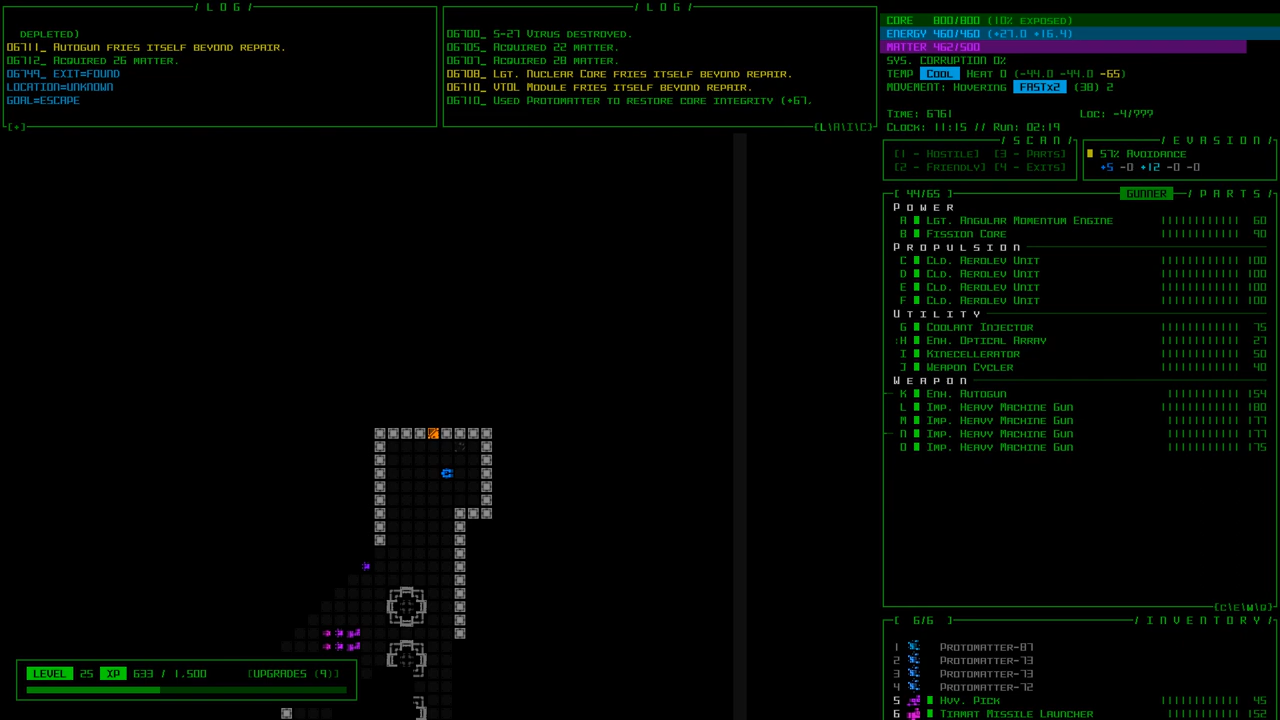 / L O G /
DEPLETED)
06711_ Autogun fries itself beyond repair.
06712_ Acquired 26 matter.
06749_ EXIT=FOUND
LOCATION=UNKNOWN
GOAL=ESCAPE
[+]
/ L O G /
06700_ S-27 Virus destroyed.
06705_ Acquired 22 matter.
06707_ Acquired 28 matter.
06708_ Lgt. Nuclear Core fries itself beyond repair.
06710_ VTOL Module fries itself beyond repair.
06710_ Used Protomatter to restore core integrity (+67.
[L\A\I\C]
CORE 800/800 (10% exposed)
ENERGY 460/460 (+27.0 +16.4)
MATTER 462/500
SYS. CORRUPTION 0%
TEMP Cool Heat 0 (-44.0 -44.0 -65)
MOVEMENT: Hovering FASTx2 (38) 2
Time: 6761 Loc: -4/???
Clock: 11:15 // Run: 02:19
/ S C A N /
[1 - Hostile] [3 - Parts]
[2 - Friendly] [4 - Exits]
/ E V A S I O N /
57% Avoidance
+5 -0 +12 -0 -0
[ 44/65 ] GUNNER / P A R T S /
Power
A Lgt. Angular Momentum Engine 60
B Fission Core 90
Propulsion
C Cld. Aerolev Unit 100
D Cld. Aerolev Unit 100
E Cld. Aerolev Unit 100
F Cld. Aerolev Unit 100
Utility
G Coolant Injector 75
:H Enh. Optical Array 27
I Kinecellerator 50
J Weapon Cycler 40
Weapon
K Enh. Autogun 154
L Imp. Heavy Machine Gun 180
M Imp. Heavy Machine Gun 177
N Imp. Heavy Machine Gun 177
O Imp. Heavy Machine Gun 175
[C\E\M\Q]
[ 6/6 ] / I N V E N T O R Y /
1 Protomatter-87
2 Protomatter-73
3 Protomatter-73
4 Protomatter-72
5 Hvy. Pick 45
6 Tiamat Missile Launcher 152
LEVEL 25 XP 633 / 1,500 [UPGRADES (9)]